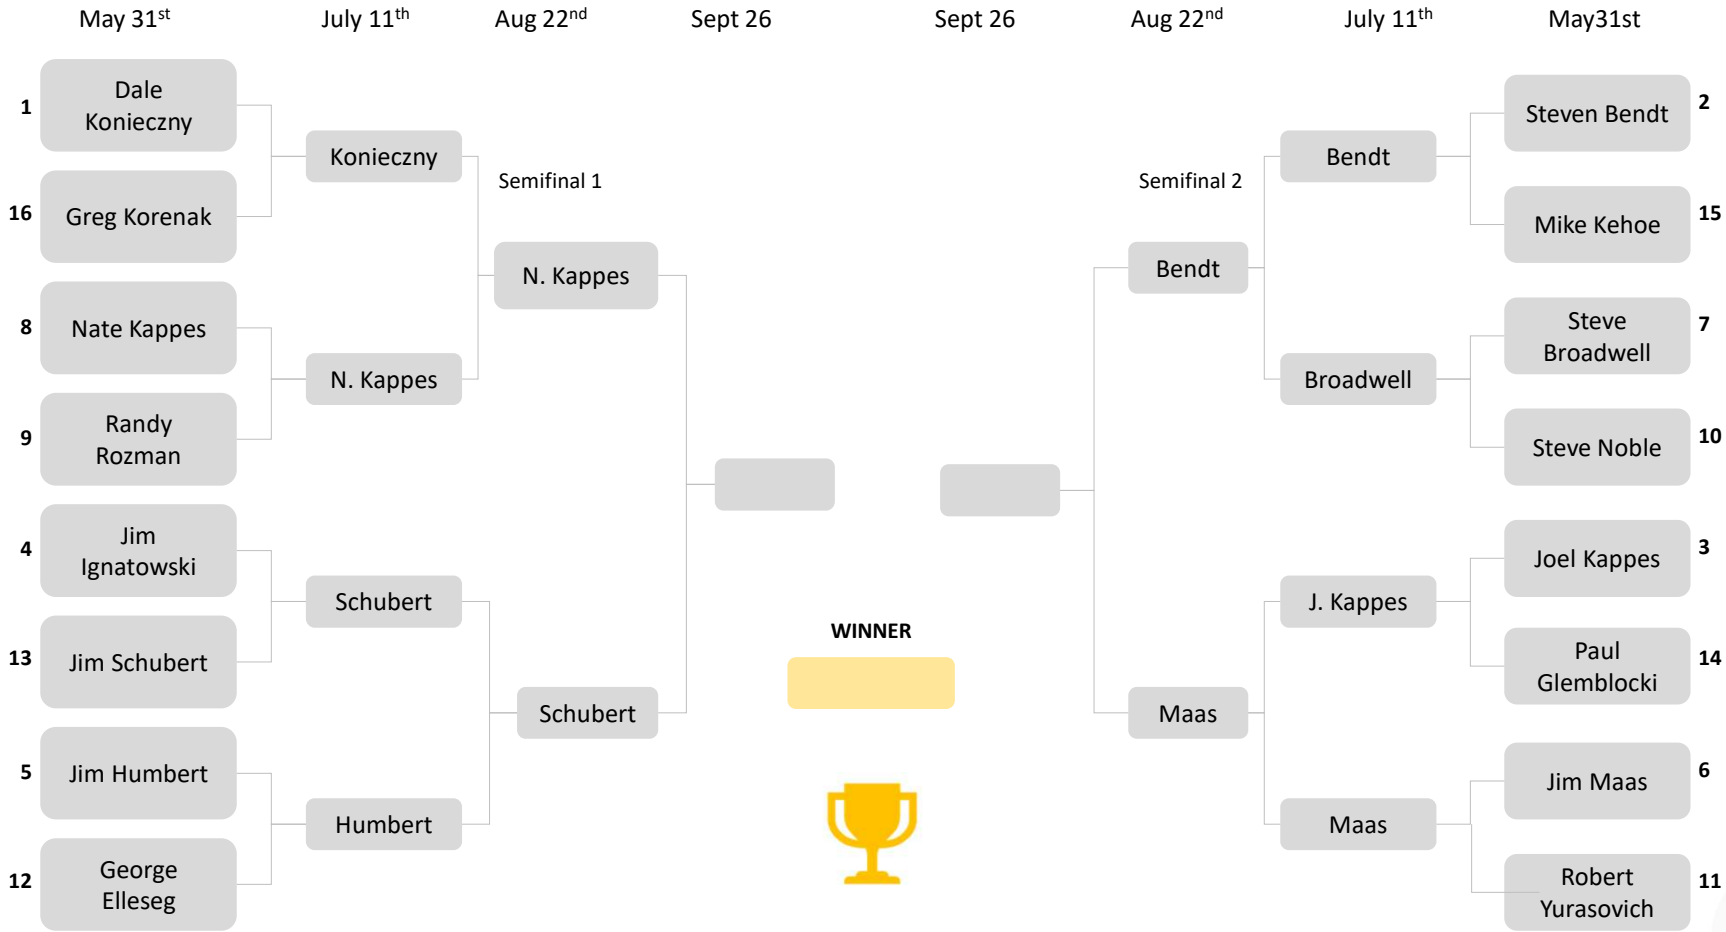 May 31st
July 11th
Aug 22nd
Sept 26
Sept 26
Aug 22nd
July 11th
May31st
1
Dale
Konieczny
16
Greg Korenak
8
Nate Kappes
9
Randy
Rozman
4
Jim
Ignatowski
13
Jim Schubert
5
Jim Humbert
12
George
Elleseg
Konieczny
N. Kappes
Schubert
Humbert
Semifinal 1
N. Kappes
Schubert
WINNER
Semifinal 2
Bendt
Maas
Bendt
Broadwell
J. Kappes
Maas
Steven Bendt
2
Mike Kehoe
15
Steve
Broadwell
7
Steve Noble
10
Joel Kappes
3
Paul
Glemblocki
14
Jim Maas
6
Robert
Yurasovich
11